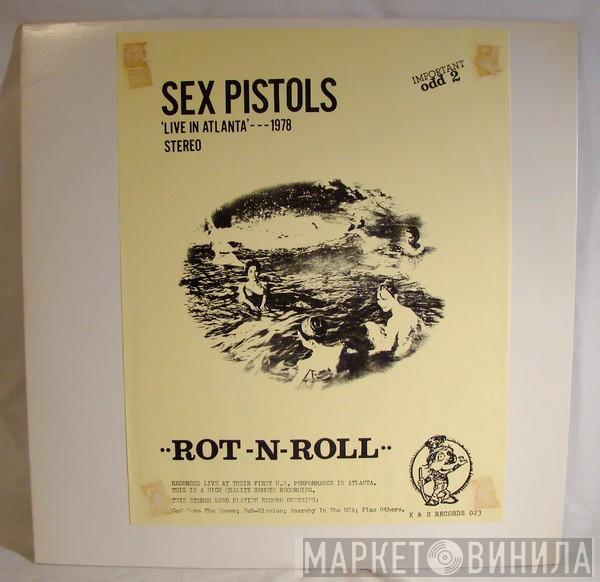 IMPORTANT
odd 2
SEX PISTOLS
'LIVE IN ATLANTA'---1978
STEREO
··ROT-N-ROLL··
RECORDED LIVE AT THEIR FIRST U.S. PERFORMANCE IN ATLANTA.
THIS IS A HIGH QUALITY REMOTE RECORDING.
THIS STEREO LONG PLAYING RECORD CONTAINS:
God Save The Queen; Sub-Mission; Anarchy In The USA; Plus Others.
K & S RECORDS 023
МАРКЕТ ВИНИЛА